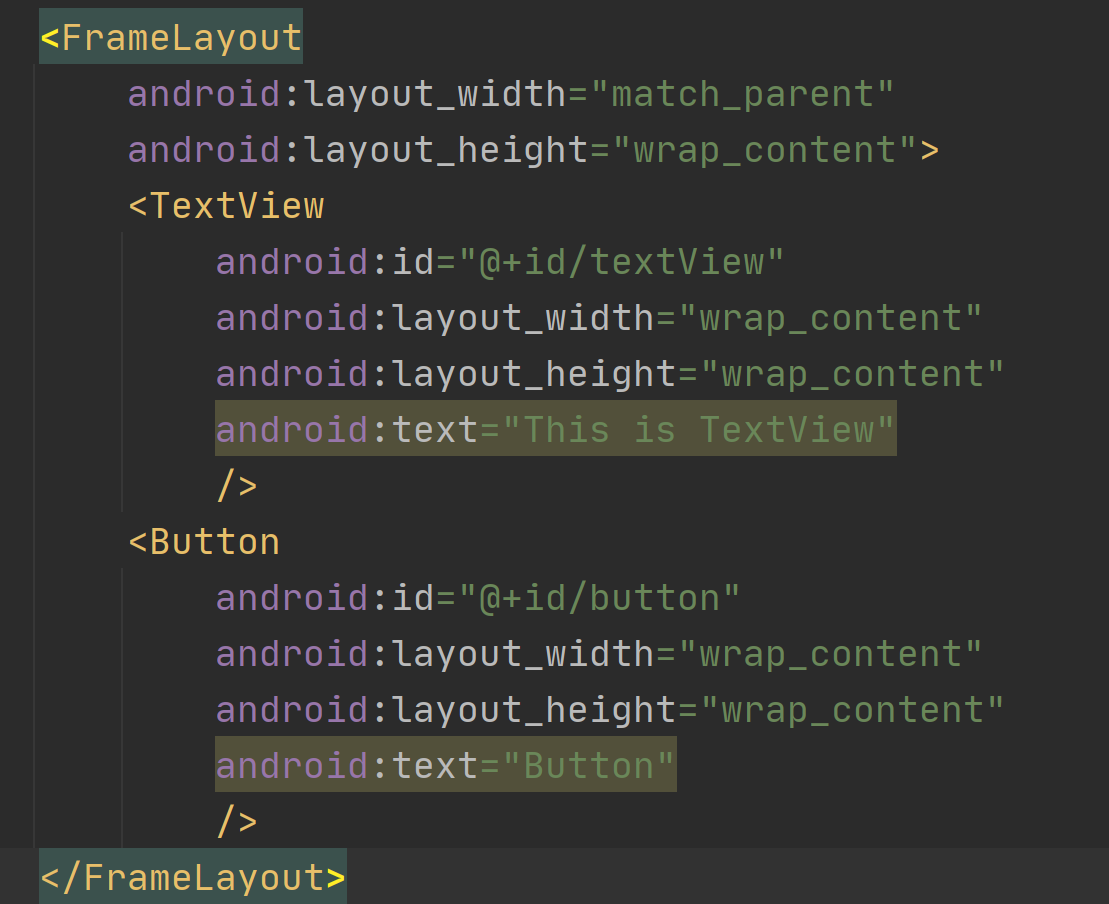 <FrameLayout
android:layout_width="match_parent"
android:layout_height="wrap_content">
<TextView
android:id="@+id/textView"
android:layout_width="wrap_content"
android:layout_height="wrap_content"
android:text="This is TextView"
/>
<Button
android:id="@+id/button"
android:layout_width="wrap_content"
android:layout_height="wrap_content"
android:text="Button"
/>
</FrameLayout>